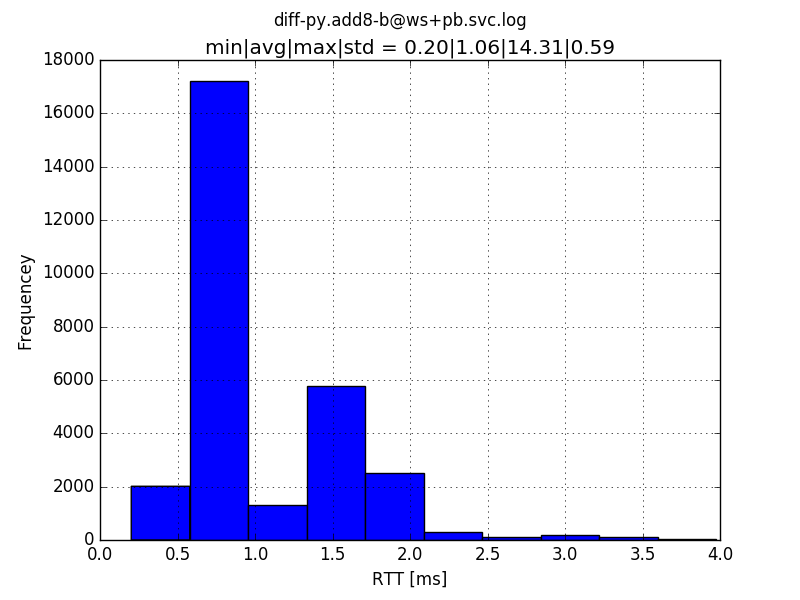 diff-py.add8-b@ws+pb.svc.log
min|avg|max|std = 0.20|1.06|14.31|0.59
18000
16000
14000
12000
10000
8000
6000
4000
2000
0
Frequencey
0.0 0.5 1.0 1.5 2.0 2.5 3.0 3.5 4.0
RTT [ms]